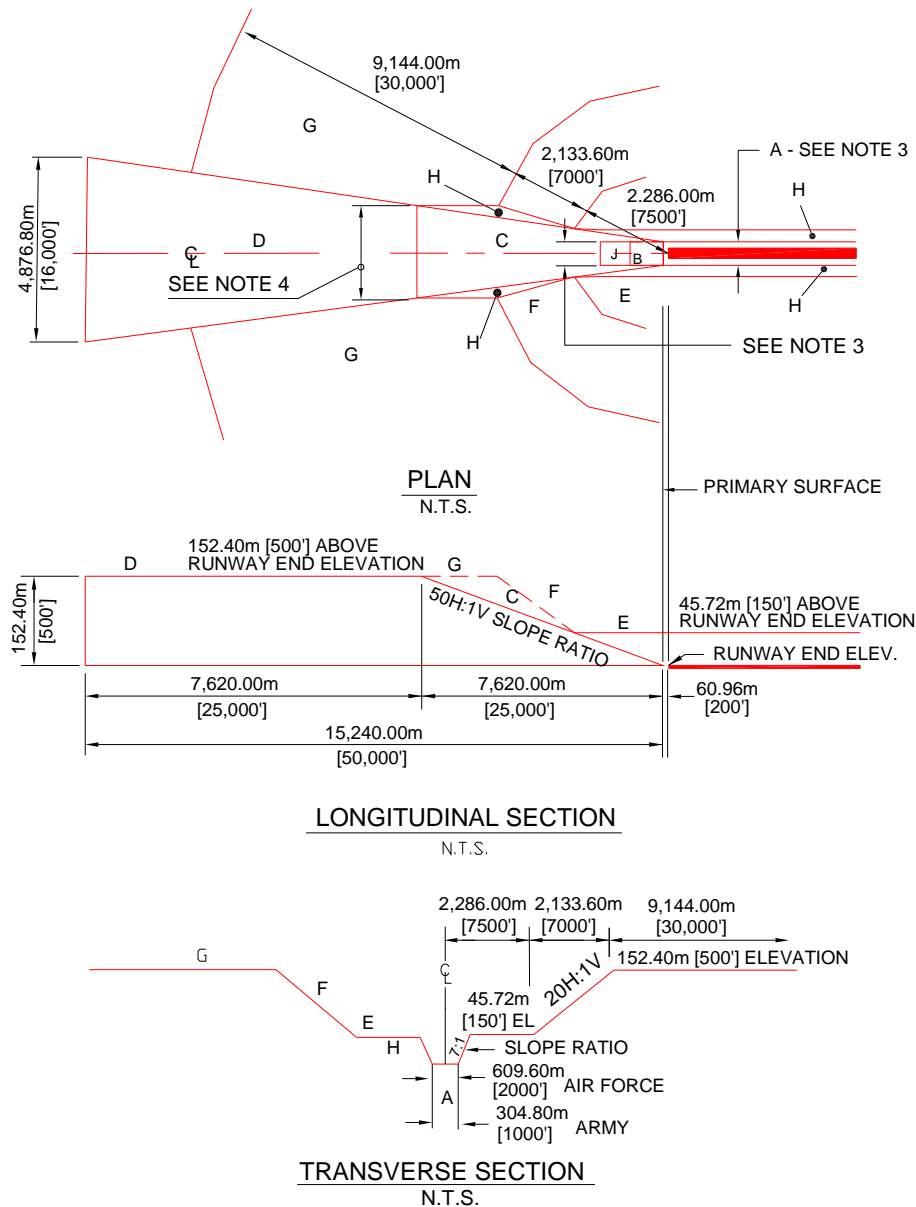 9,144.00m
[30,000']
G
2,133.60m
[7000']
A - SEE NOTE 3
H
2.286.00m
[7500']
H
4,876.80m
[16,000']
℄
D
C
J
B
SEE NOTE 4
F
E
H
H
G
SEE NOTE 3
PLAN
N.T.S.
PRIMARY SURFACE
152.40m [500'] ABOVE
RUNWAY END ELEVATION
D
G
F
C
50H:1V SLOPE RATIO
E
45.72m [150'] ABOVE
RUNWAY END ELEVATION
152.40m
[500']
RUNWAY END ELEV.
7,620.00m
[25,000']
7,620.00m
[25,000']
60.96m
[200']
15,240.00m
[50,000']
LONGITUDINAL SECTION
N.T.S.
2,286.00m
[7500']
2,133.60m
[7000']
9,144.00m
[30,000']
G
℄
20H:1V
152.40m [500'] ELEVATION
F
45.72m
[150'] EL
E
H
7:1
SLOPE RATIO
609.60m
[2000'] AIR FORCE
A
304.80m
[1000'] ARMY
TRANSVERSE SECTION
N.T.S.